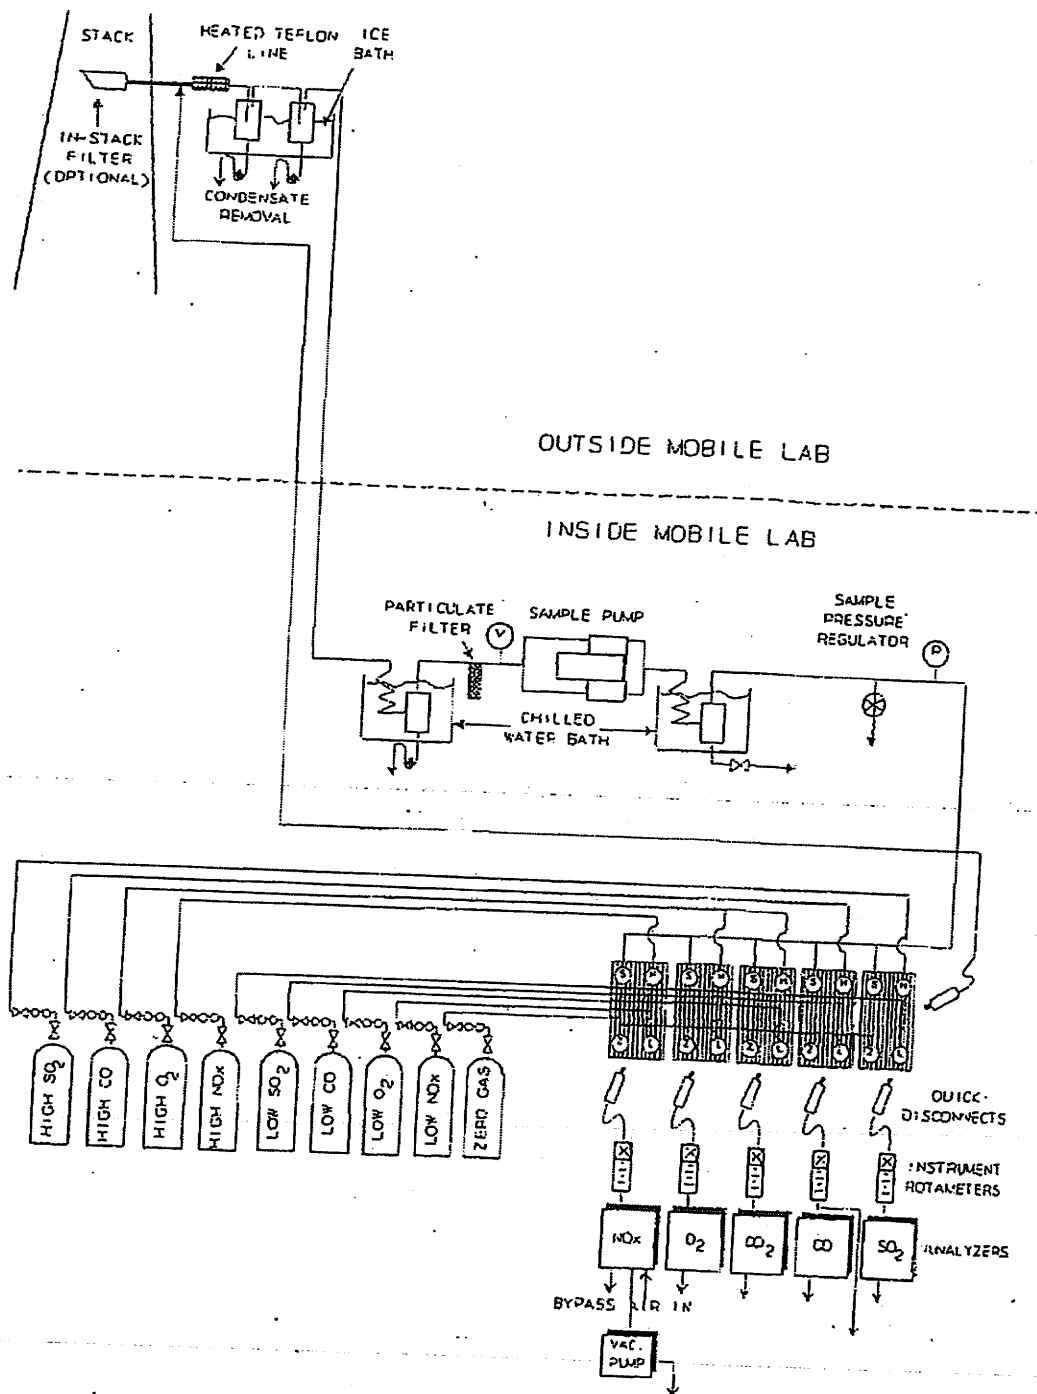 STACK
HEATED TEFLON
LINE
ICE
BATH
IN-STACK
FILTER
(OPTIONAL)
CONDENSATE
REMOVAL
OUTSIDE MOBILE LAB
INSIDE MOBILE LAB
PARTICULATE
FILTER
V
SAMPLE PUMP
SAMPLE
PRESSURE
REGULATOR
P
CHILLED
WATER BATH
S H S H S H S H S H
Z L Z L Z L Z L Z L
HIGH SO2
HIGH CO
HIGH O2
HIGH NOx
LOW SO2
LOW CO
LOW O2
LOW NOx
ZERO GAS
QUICK-
DISCONNECTS
INSTRUMENT
ROTAMETERS
NOx
O2
CO2
CO
SO2
ANALYZERS
BYPASS AIR IN
VAC.
PUMP